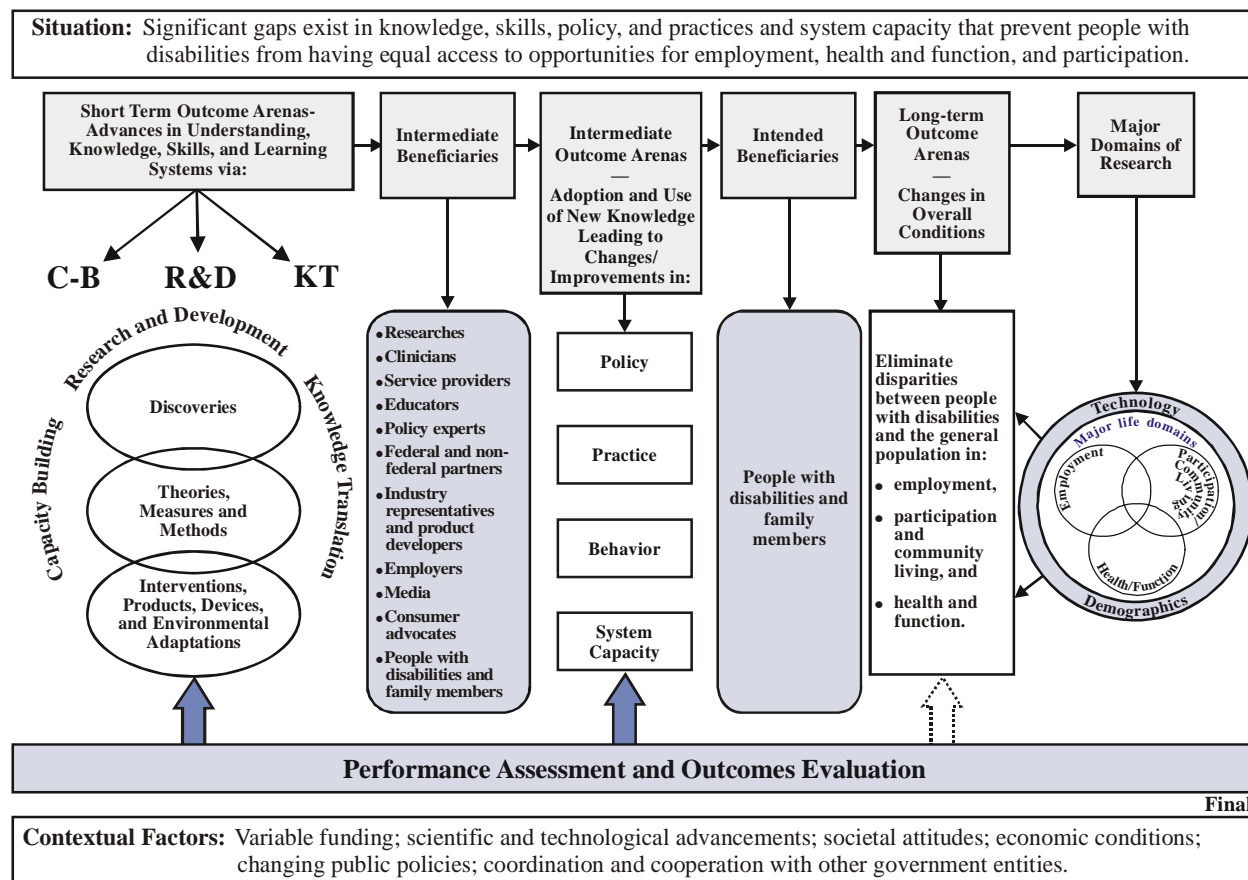 Situation: Significant gaps exist in knowledge, skills, policy, and practices and system capacity that prevent people with
disabilities from having equal access to opportunities for employment, health and function, and participation.
Short Term Outcome Arenas-
Advances in Understanding,
Knowledge, Skills, and Learning
Systems via:
C-B
R&D
KT
Capacity Building
Research and Development
Knowledge Translation
Discoveries
Theories,
Measures and
Methods
Interventions,
Products, Devices,
and Environmental
Adaptations
Intermediate
Beneficiaries
•Researches
•Clinicians
•Service providers
•Educators
•Policy experts
•Federal and non-
federal partners
•Industry
representatives
and product
developers
•Employers
•Media
•Consumer
advocates
•People with
disabilities and
family members
Intermediate
Outcome Arenas
—
Adoption and Use
of New Knowledge
Leading to
Changes/
Improvements in:
Policy
Practice
Behavior
System
Capacity
Intended
Beneficiaries
People with
disabilities and
family
members
Long-term
Outcome
Arenas
—
Changes in
Overall
Conditions
Eliminate
disparities
between people
with disabilities
and the general
population in:
• employment,
• participation
and
community
living, and
• health and
function.
Major
Domains of
Research
Technology
Major life domains
Employment
Participation/
Community
Living
Health/Function
Demographics
Performance Assessment and Outcomes Evaluation
Final
Contextual Factors: Variable funding; scientific and technological advancements; societal attitudes; economic conditions;
changing public policies; coordination and cooperation with other government entities.